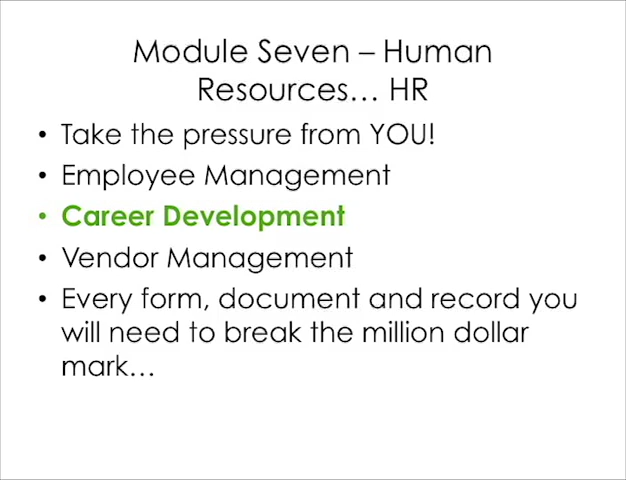 Module Seven – Human
Resources… HR
• Take the pressure from YOU!
• Employee Management
• Career Development
• Vendor Management
• Every form, document and record you
will need to break the million dollar
mark…